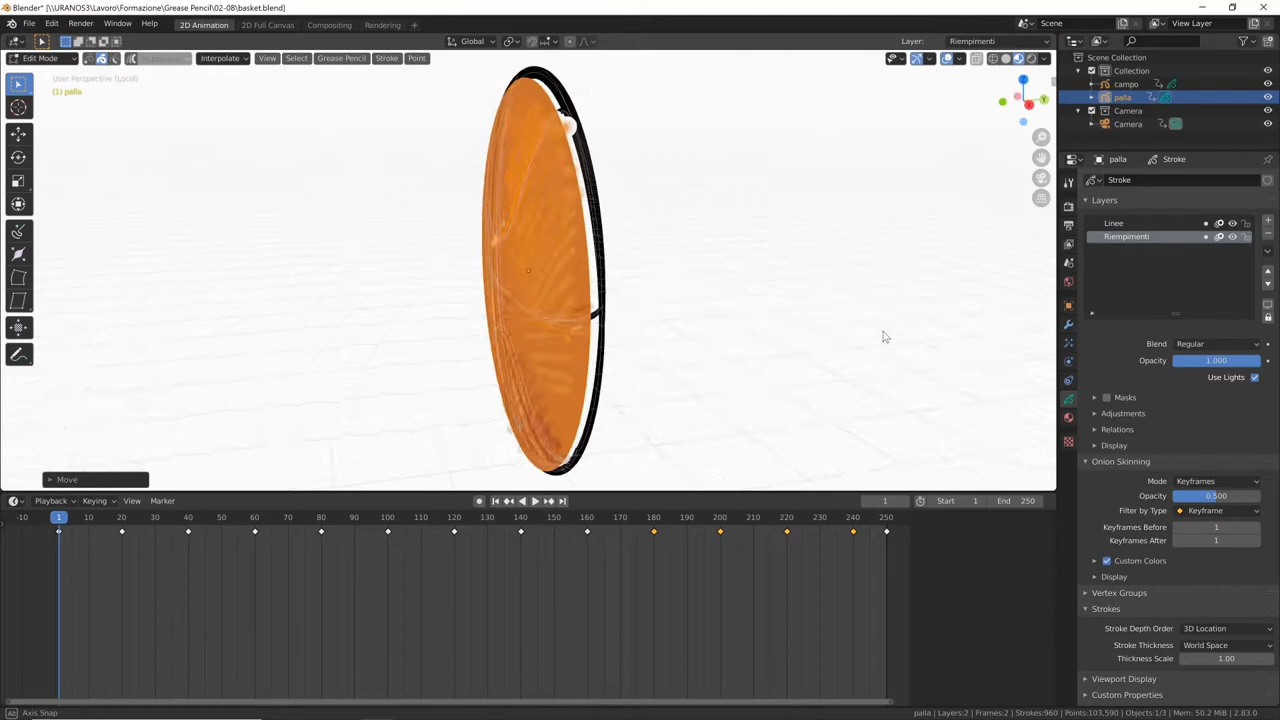 Blender* [\\URANOS3\Lavoro\Formazione\Grease Pencil\02-08\basket.blend]
File Edit Render Window Help 2D Animation 2D Full Canvas Compositing Rendering Scene View Layer
Global Layer: Riempimenti
Edit Mode Interpolate View Select Grease Pencil Stroke Point
User Perspective (Local)
(1) palla
Z
Y
X
Scene Collection
Collection
campo
palla
Camera
Camera
palla Stroke
Stroke
Layers
Linee
Riempimenti
Blend Regular
Opacity 1.000
Use Lights
Masks
Adjustments
Relations
Display
Onion Skinning
Mode Keyframes
Opacity 0.500
Filter by Type Keyframe
Keyframes Before 1
Keyframes After 1
Custom Colors
Display
Vertex Groups
Strokes
Stroke Depth Order 3D Location
Stroke Thickness World Space
Thickness Scale 1.00
Viewport Display
Custom Properties
Move
Playback Keying View Marker 1 Start 1 End 250
-10 1 10 20 30 40 50 60 70 80 90 100 110 120 130 140 150 160 170 180 190 200 210 220 230 240 250
Axis Snap palla | Layers:2 | Frames:2 | Strokes:960 | Points:103,590 | Objects:1/3 | Mem: 50.2 MiB | 2.83.0